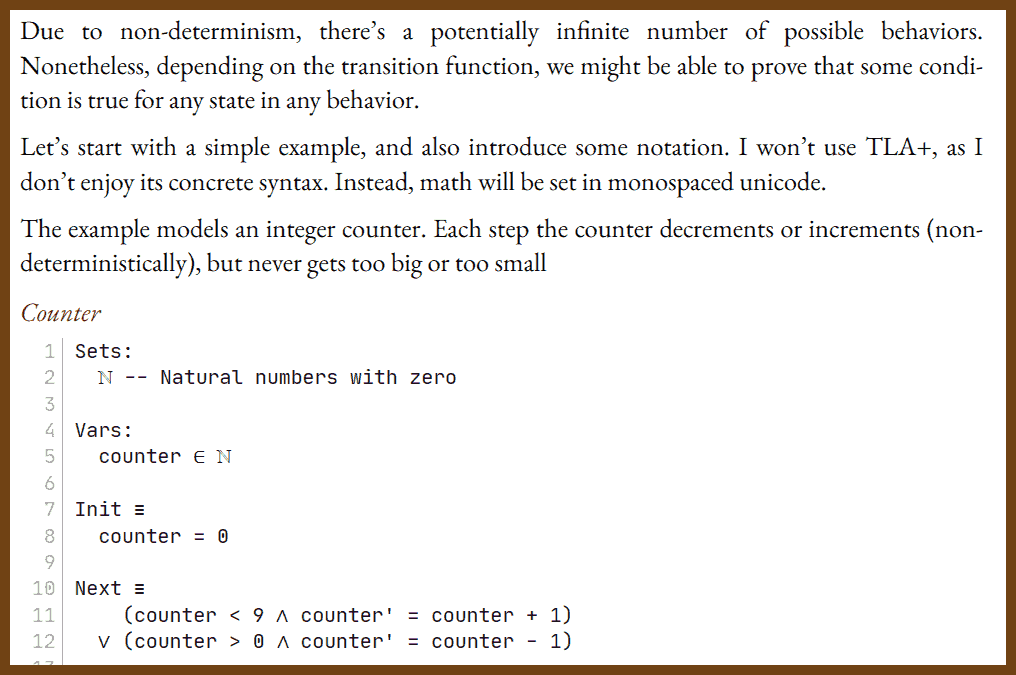 Due to non-determinism, there’s a potentially infinite number of possible behaviors.
Nonetheless, depending on the transition function, we might be able to prove that some condi-
tion is true for any state in any behavior.
Let’s start with a simple example, and also introduce some notation. I won’t use TLA+, as I
don’t enjoy its concrete syntax. Instead, math will be set in monospaced unicode.
The example models an integer counter. Each step the counter decrements or increments (non-
deterministically), but never gets too big or too small
Counter
1 Sets:
2   ℕ -- Natural numbers with zero
3
4 Vars:
5   counter ∈ ℕ
6
7 Init ≡
8   counter = 0
9
10 Next ≡
11     (counter < 9 ∧ counter' = counter + 1)
12   ∨ (counter > 0 ∧ counter' = counter - 1)